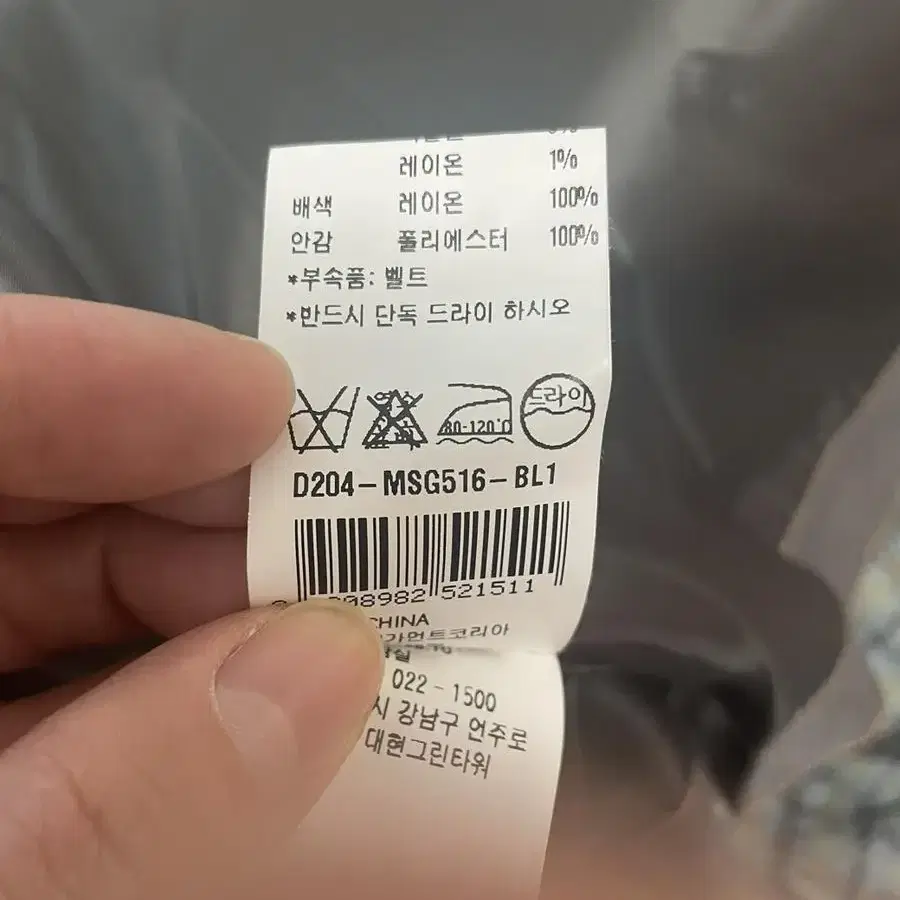 레이온 1%
배색 레이온 100%
안감 폴리에스터 100%
*부속품: 벨트
*반드시 단독 드라이 하시오
80-120℃ 드라이
D204-MSG516-BL1
08982 521511
CHINA
022-1500
시 강남구 언주로
대현그린타워